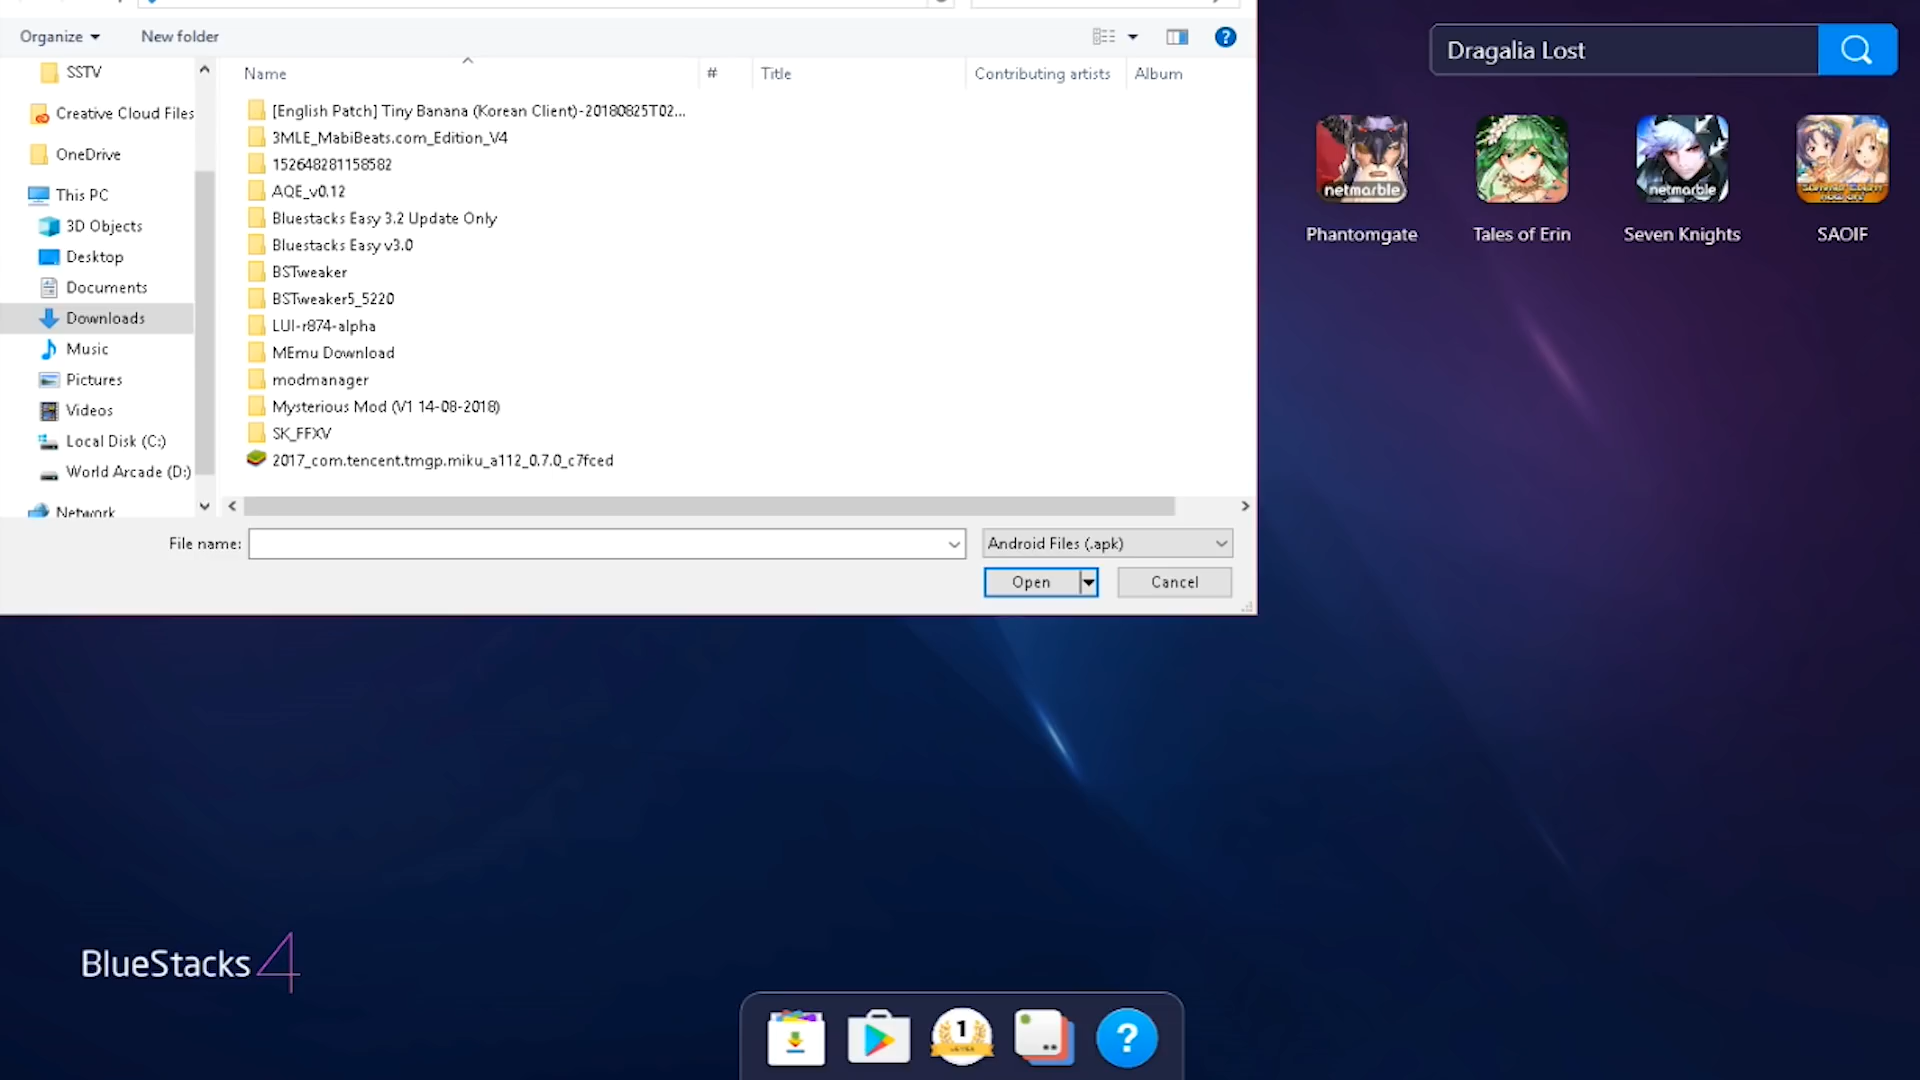 Organize
New folder
SSTV
Creative Cloud Files
OneDrive
This PC
3D Objects
Desktop
Documents
Downloads
Music
Pictures
Videos
Local Disk (C:)
World Arcade (D:)
Network
Name
#
Title
Contributing artists
Album
[English Patch] Tiny Banana (Korean Client)-20180825T02...
3MLE_MabiBeats.com_Edition_V4
152648281158582
AQE_v0.12
Bluestacks Easy 3.2 Update Only
Bluestacks Easy v3.0
BSTweaker
BSTweaker5_5220
LUI-r874-alpha
MEmu Download
modmanager
Mysterious Mod (V1 14-08-2018)
SK_FFXV
2017_com.tencent.tmgp.miku_a112_0.7.0_c7fced
File name:
Android Files (.apk)
Open
Cancel
Dragalia Lost
netmarble
netmarble
Phantomgate
Tales of Erin
Seven Knights
SAOIF
BlueStacks 4
1
?